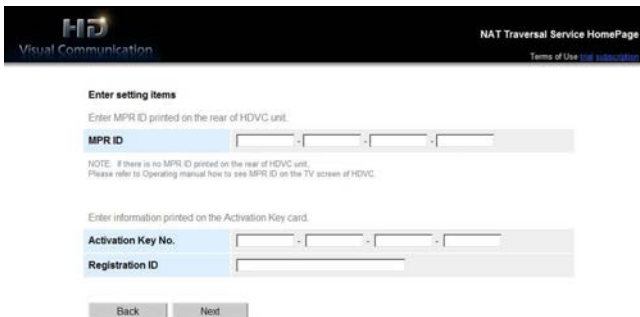 HD
Visual Communication
NAT Traversal Service HomePage
Terms of Use trial subscription
Enter setting items
Enter MPR ID printed on the rear of HDVC unit.
MPR ID - - -
NOTE: If there is no MPR ID printed on the rear of HDVC unit,
Please refer to Operating manual how to see MPR ID on the TV screen of HDVC.
Enter information printed on the Activation Key card.
Activation Key No. - - -
Registration ID
Back Next